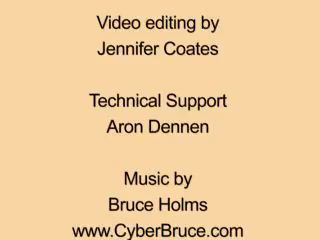 Video editing by
Jennifer Coates
Technical Support
Aron Dennen
Music by
Bruce Holms
www.CyberBruce.com